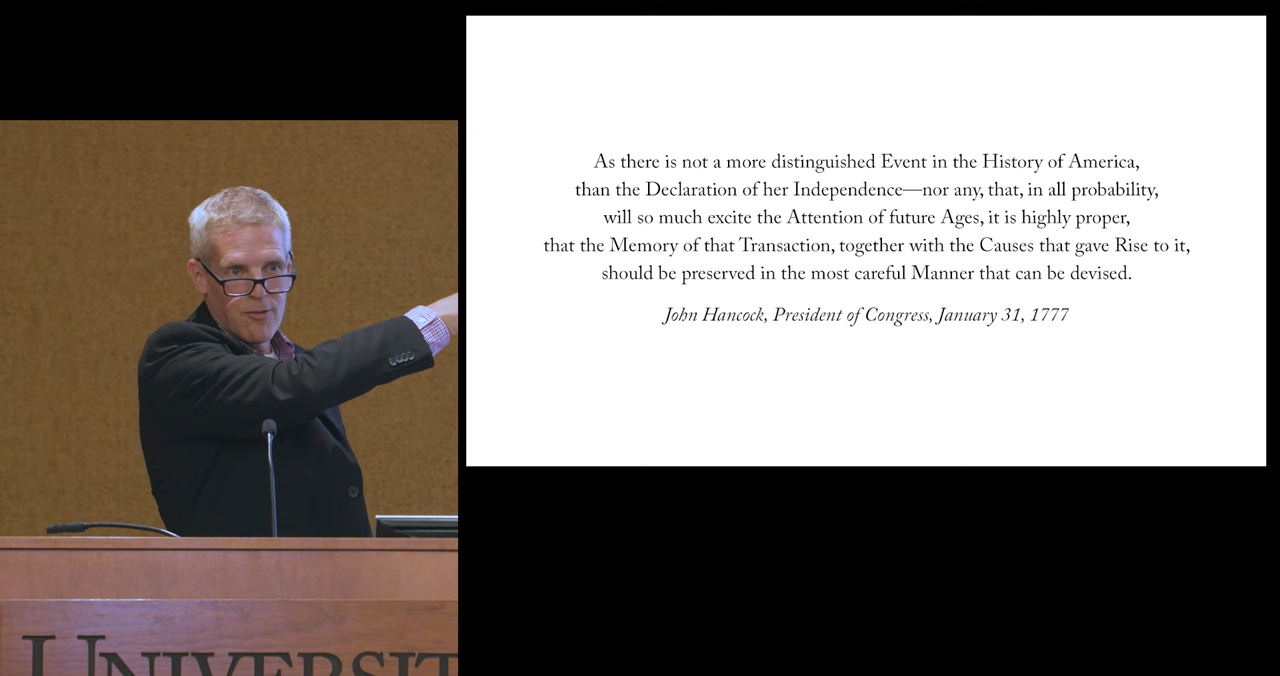 As there is not a more distinguished Event in the History of America,
than the Declaration of her Independence—nor any, that, in all probability,
will so much excite the Attention of future Ages, it is highly proper,
that the Memory of that Transaction, together with the Causes that gave Rise to it,
should be preserved in the most careful Manner that can be devised.
John Hancock, President of Congress, January 31, 1777
UNIVERSIT